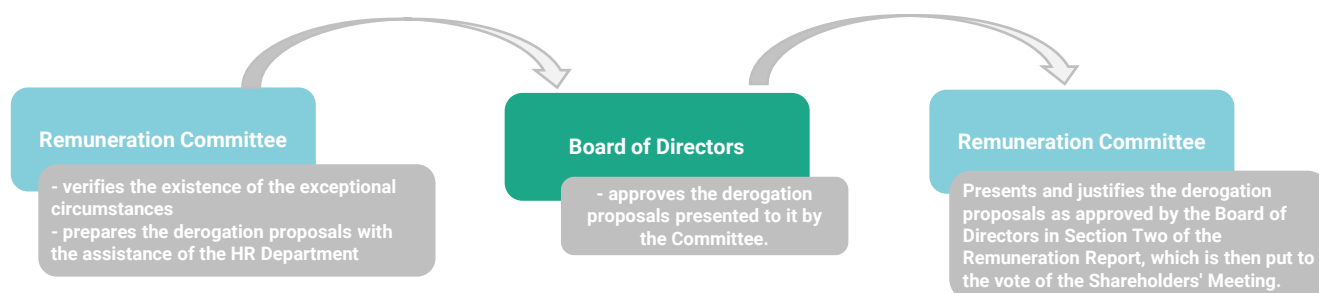 Remuneration Committee
- verifies the existence of the exceptional
circumstances
- prepares the derogation proposals with
the assistance of the HR Department
Board of Directors
- approves the derogation
proposals presented to it by
the Committee.
Remuneration Committee
Presents and justifies the derogation
proposals as approved by the Board of
Directors in Section Two of the
Remuneration Report, which is then put to
the vote of the Shareholders' Meeting.